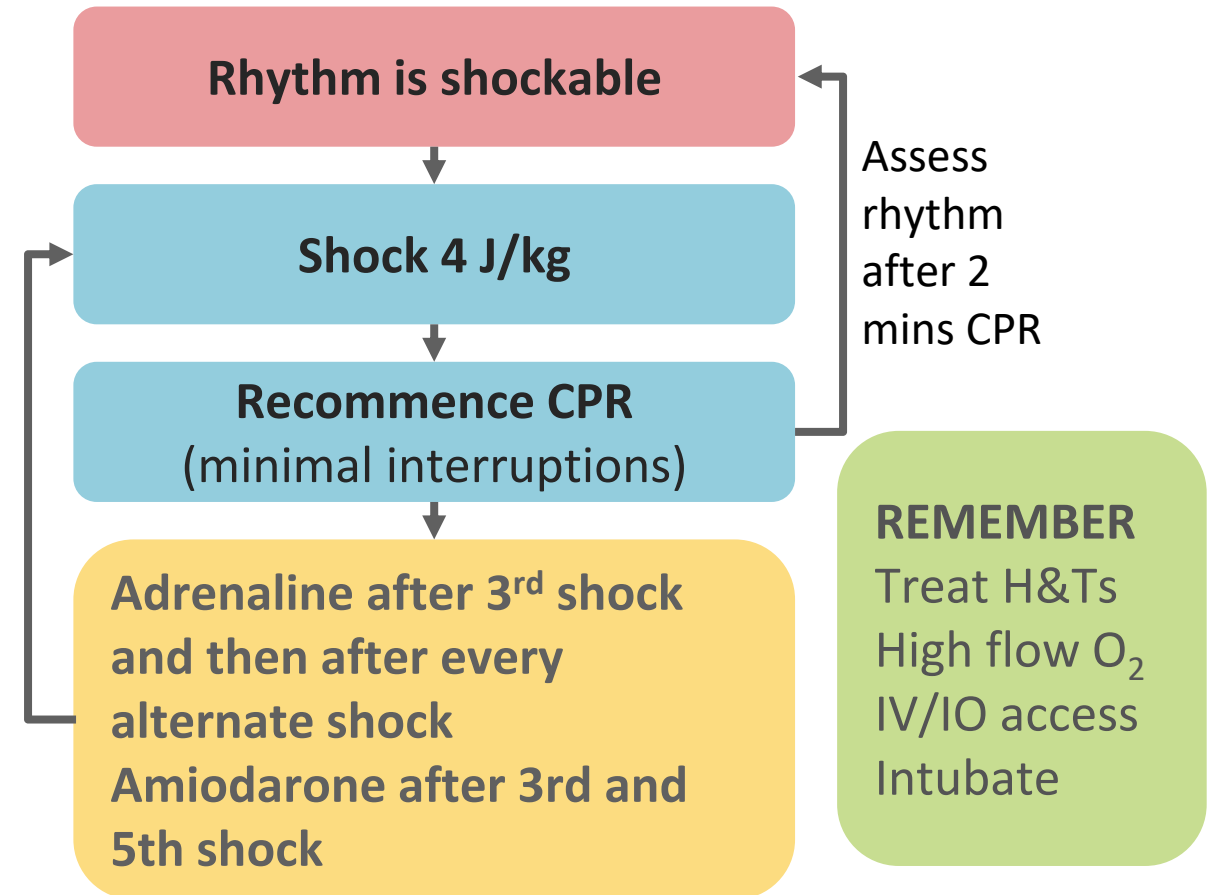 Rhythm is shockable
Shock 4 J/kg
Recommence CPR
(minimal interruptions)
Adrenaline after 3rd shock
and then after every
alternate shock
Amiodarone after 3rd and
5th shock
Assess
rhythm
after 2
mins CPR
REMEMBER
Treat H&Ts
High flow O₂
IV/IO access
Intubate